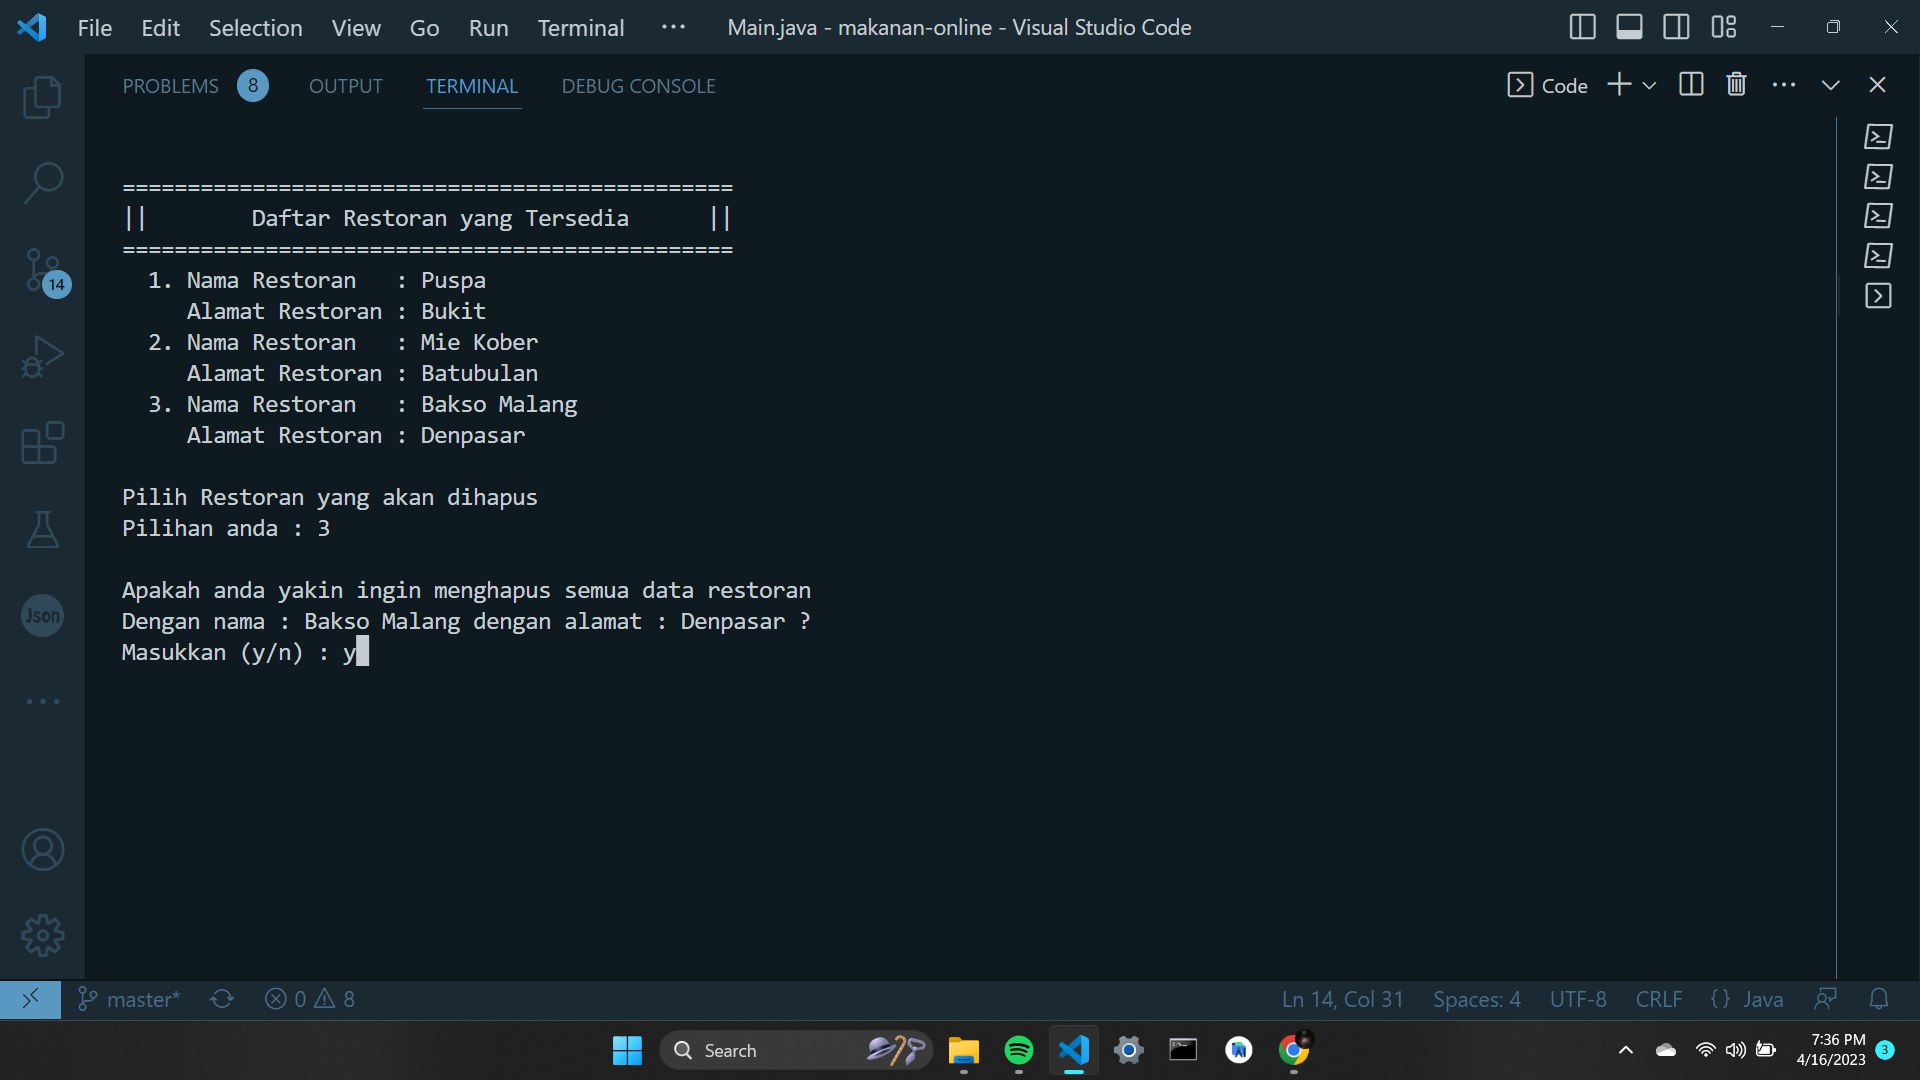 File Edit Selection View Go Run Terminal ··· Main.java - makanan-online - Visual Studio Code
PROBLEMS 8 OUTPUT TERMINAL DEBUG CONSOLE Code
===============================================
|| Daftar Restoran yang Tersedia ||
===============================================
1. Nama Restoran : Puspa
Alamat Restoran : Bukit
2. Nama Restoran : Mie Kober
Alamat Restoran : Batubulan
3. Nama Restoran : Bakso Malang
Alamat Restoran : Denpasar
Pilih Restoran yang akan dihapus
Pilihan anda : 3
Apakah anda yakin ingin menghapus semua data restoran
Dengan nama : Bakso Malang dengan alamat : Denpasar ?
Masukkan (y/n) : y
14
Json
master* 0 8 Ln 14, Col 31 Spaces: 4 UTF-8 CRLF {} Java
Search
7:36 PM
4/16/2023 3